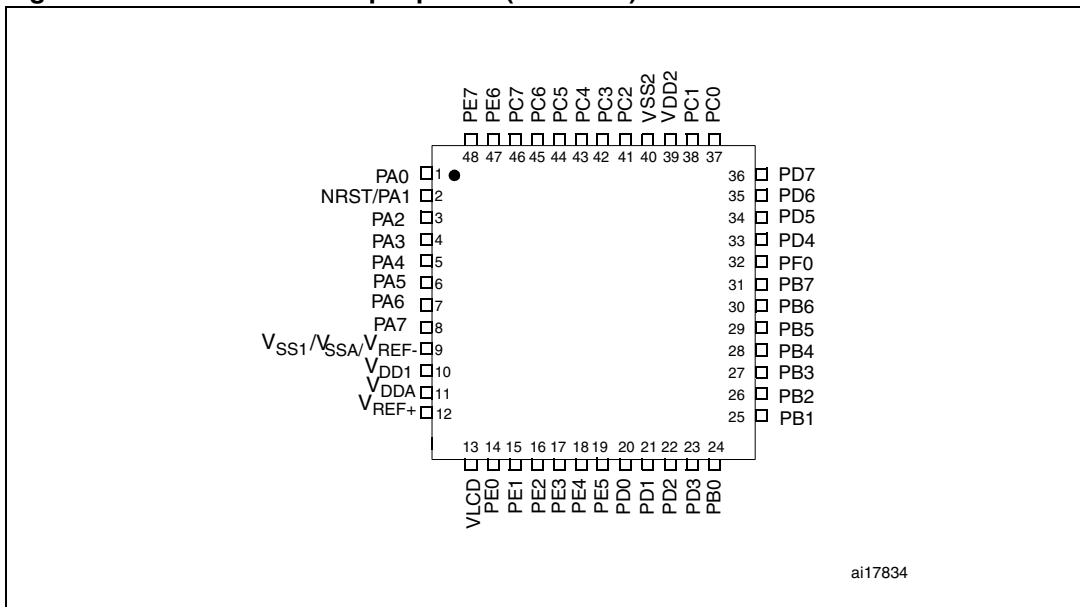 PE7
PE6
PC7
PC6
PC5
PC4
PC3
PC2
VSS2
VDD2
PC1
PC0
48 47 46 45 44 43 42 41 40 39 38 37
PA0 1
NRST/PA1 2
PA2 3
PA3 4
PA4 5
PA5 6
PA6 7
PA7 8
VSS1/VSSA/VREF- 9
VDD1 10
VDDA 11
VREF+ 12
36 PD7
35 PD6
34 PD5
33 PD4
32 PF0
31 PB7
30 PB6
29 PB5
28 PB4
27 PB3
26 PB2
25 PB1
13 14 15 16 17 18 19 20 21 22 23 24
VLCD
PE0
PE1
PE2
PE3
PE4
PE5
PD0
PD1
PD2
PD3
PB0
ai17834